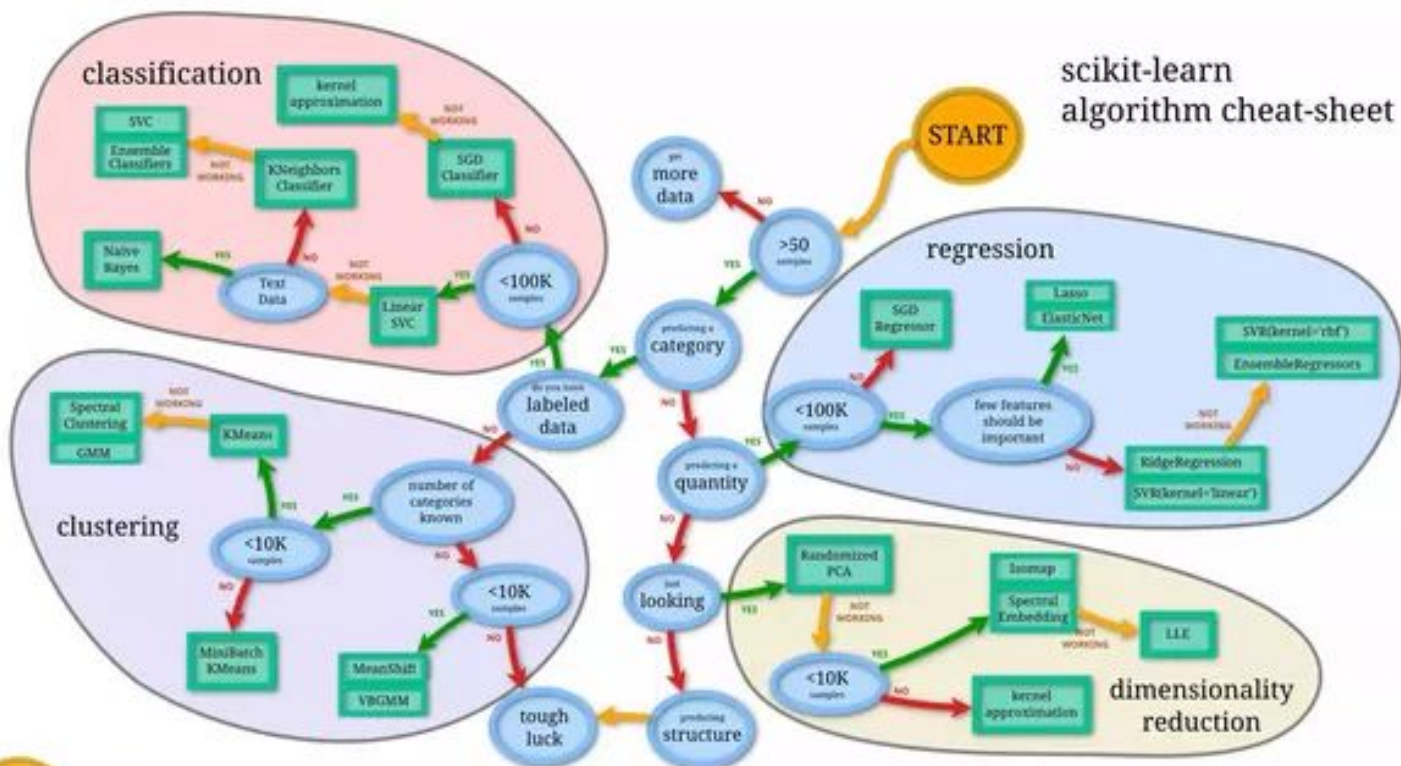 scikit-learn
algorithm cheat-sheet
START
classification
kernel
approximation
NOT
WORKING
SVC
Ensemble
Classifiers
NOT
WORKING
KNeighbors
Classifier
SGD
Classifier
NO
NO
Naive
Bayes
YES
Text
Data
NOT
WORKING
Linear
SVC
YES
<100K
samples
YES
get
more
data
NO
>50
samples
YES
predicting a
category
YES
do you have
labeled
data
NO
NO
predicting a
quantity
YES
NO
just
looking
YES
NO
predicting
structure
tough
luck
regression
SGD
Regressor
NO
<100K
samples
YES
Lasso
ElasticNet
YES
few features
should be
important
NO
SVR(kernel='rbf')
EnsembleRegressors
NOT
WORKING
RidgeRegression
SVR(kernel='linear')
clustering
Spectral
Clustering
GMM
NOT
WORKING
KMeans
YES
number of
categories
known
YES
NO
<10K
samples
NO
MiniBatch
KMeans
<10K
samples
YES
NO
MeanShift
VBGMM
Randomized
PCA
NOT
WORKING
<10K
samples
YES
NO
Isomap
Spectral
Embedding
NOT
WORKING
LLE
kernel
approximation
dimensionality
reduction